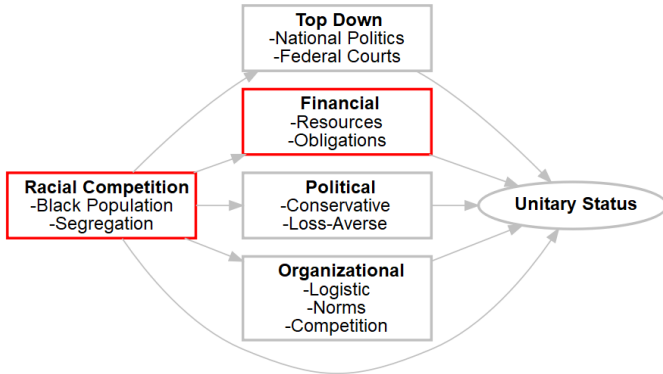 Top Down
-National Politics
-Federal Courts
Financial
-Resources
-Obligations
Racial Competition
-Black Population
-Segregation
Political
-Conservative
-Loss-Averse
Unitary Status
Organizational
-Logistic
-Norms
-Competition